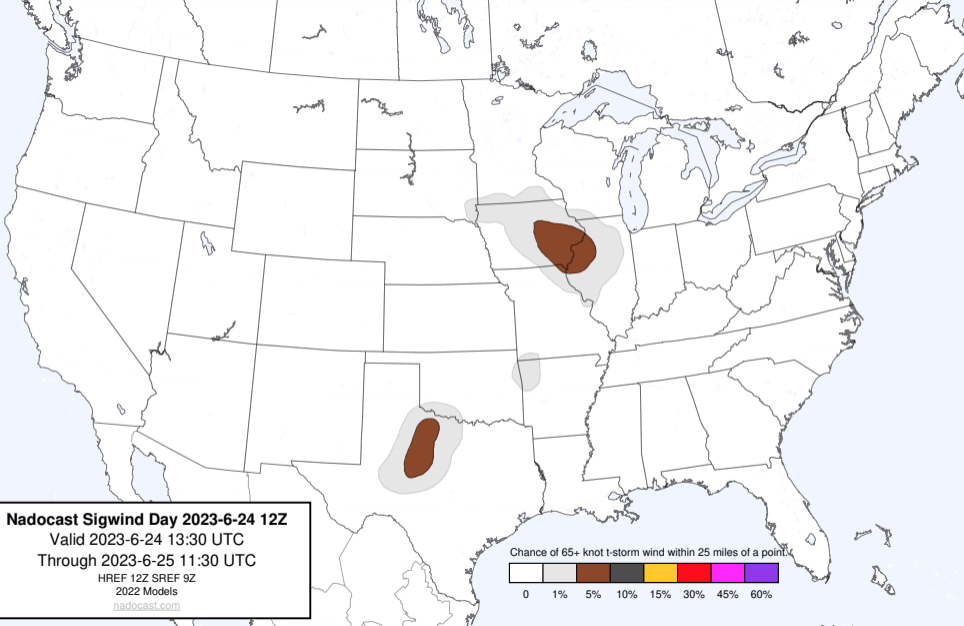 Nadocast Sigwind Day 2023-6-24 12Z
Valid 2023-6-24 13:30 UTC
Through 2023-6-25 11:30 UTC
HREF 12Z SREF 9Z
2022 Models
nadocast.com
Chance of 65+ knot t-storm wind within 25 miles of a point.
0 1% 5% 10% 15% 30% 45% 60%